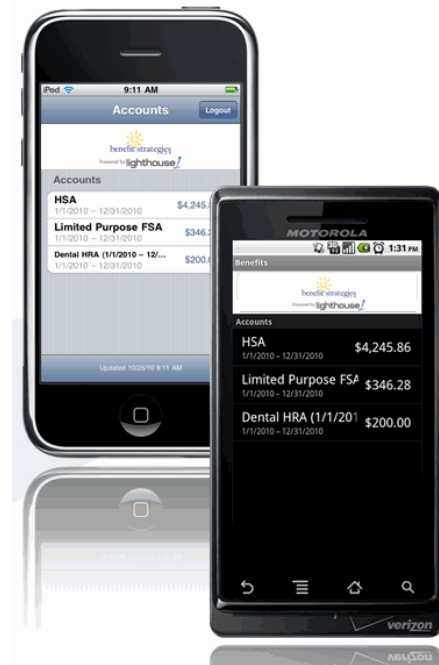 iPod 9:11 AM
Accounts Logout
benefit strategies
Powered by lighthouse1
Accounts
HSA
1/1/2010 – 12/31/2010 $4,245.
Limited Purpose FSA
1/1/2010 – 12/31/2010 $346.
Dental HRA (1/1/2010 – 12/...
1/1/2010 – 12/31/2010 $200.
Updated 10/25/10 9:11 AM
MOTOROLA
3G 1:31 PM
Benefits
benefit strategies
Powered by lighthouse1
Accounts
HSA
1/1/2010 – 12/31/2010 $4,245.86
Limited Purpose FSA
1/1/2010 – 12/31/2010 $346.28
Dental HRA (1/1/201
1/1/2010 – 12/31/2010 $200.00
verizon